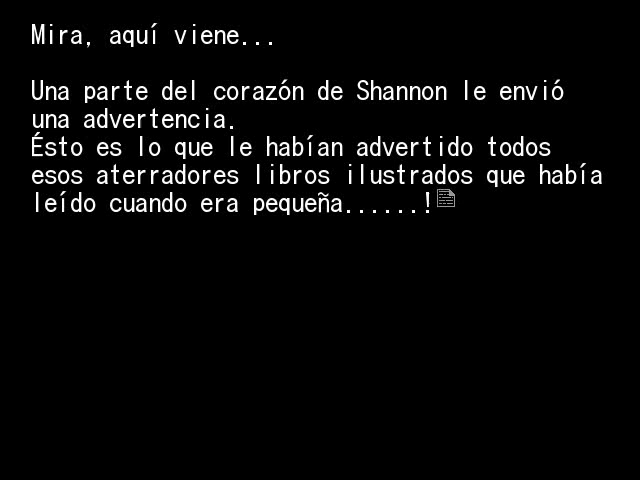 Mira, aquí viene...
Una parte del corazón de Shannon le envió
una advertencia.
Ésto es lo que le habían advertido todos
esos aterradores libros ilustrados que había
leído cuando era pequeña......!